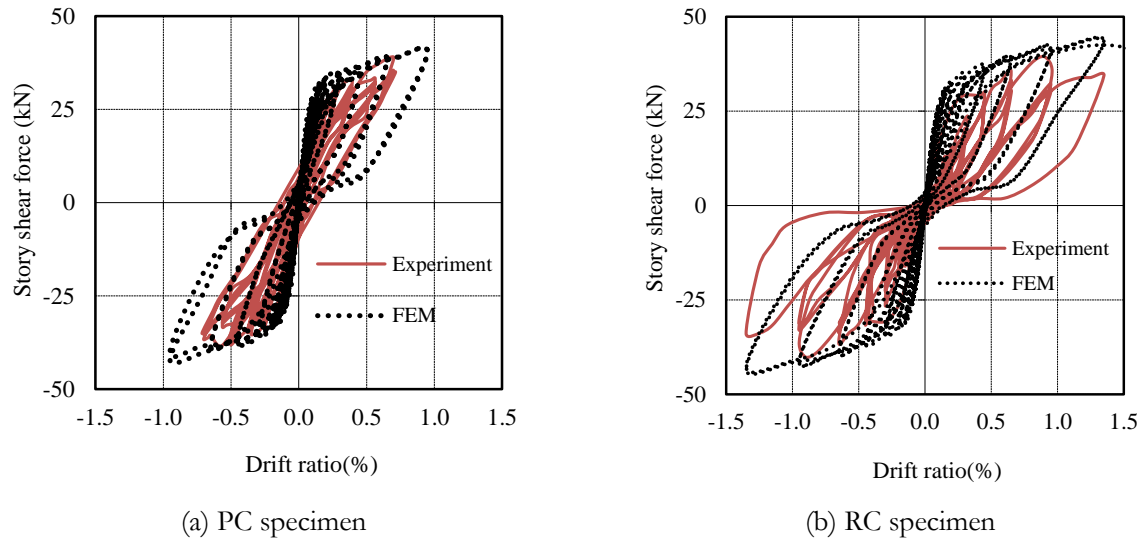 50
25
0
-25
-50
Story shear force (kN)
-1.5 -1.0 -0.5 0.0 0.5 1.0 1.5
Drift ratio(%)
Experiment
FEM
(a) PC specimen
50
25
0
-25
-50
Story shear force (kN)
-1.5 -1.0 -0.5 0.0 0.5 1.0 1.5
Drift ratio(%)
Experiment
FEM
(b) RC specimen